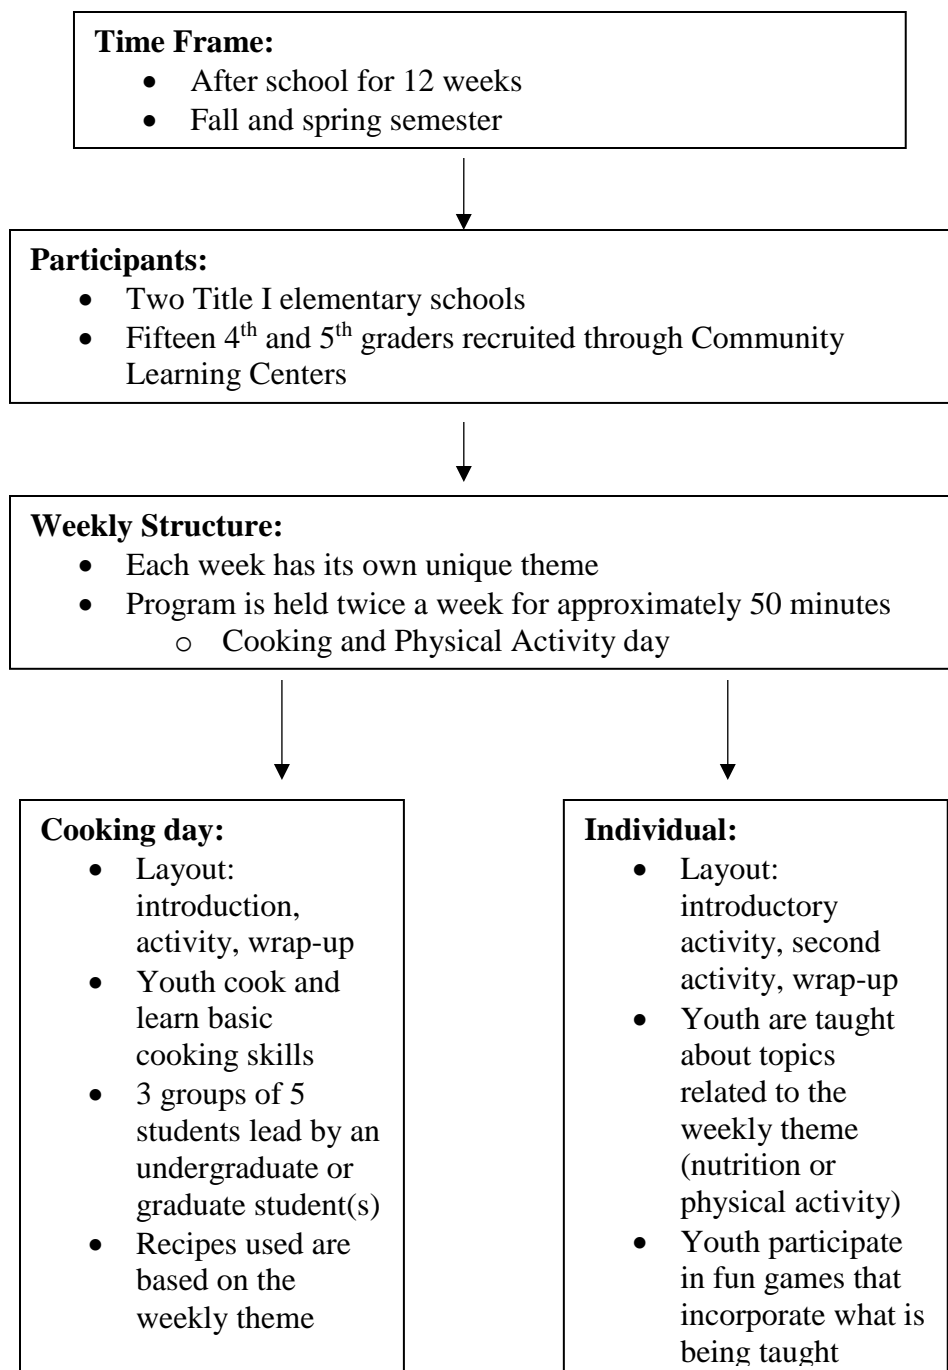 Time Frame:
• After school for 12 weeks
• Fall and spring semester
Participants:
• Two Title I elementary schools
• Fifteen 4th and 5th graders recruited through Community
Learning Centers
Weekly Structure:
• Each week has its own unique theme
• Program is held twice a week for approximately 50 minutes
o Cooking and Physical Activity day
Cooking day:
• Layout:
introduction,
activity, wrap-up
• Youth cook and
learn basic
cooking skills
• 3 groups of 5
students lead by an
undergraduate or
graduate student(s)
• Recipes used are
based on the
weekly theme
Individual:
• Layout:
introductory
activity, second
activity, wrap-up
• Youth are taught
about topics
related to the
weekly theme
(nutrition or
physical activity)
• Youth participate
in fun games that
incorporate what is
being taught